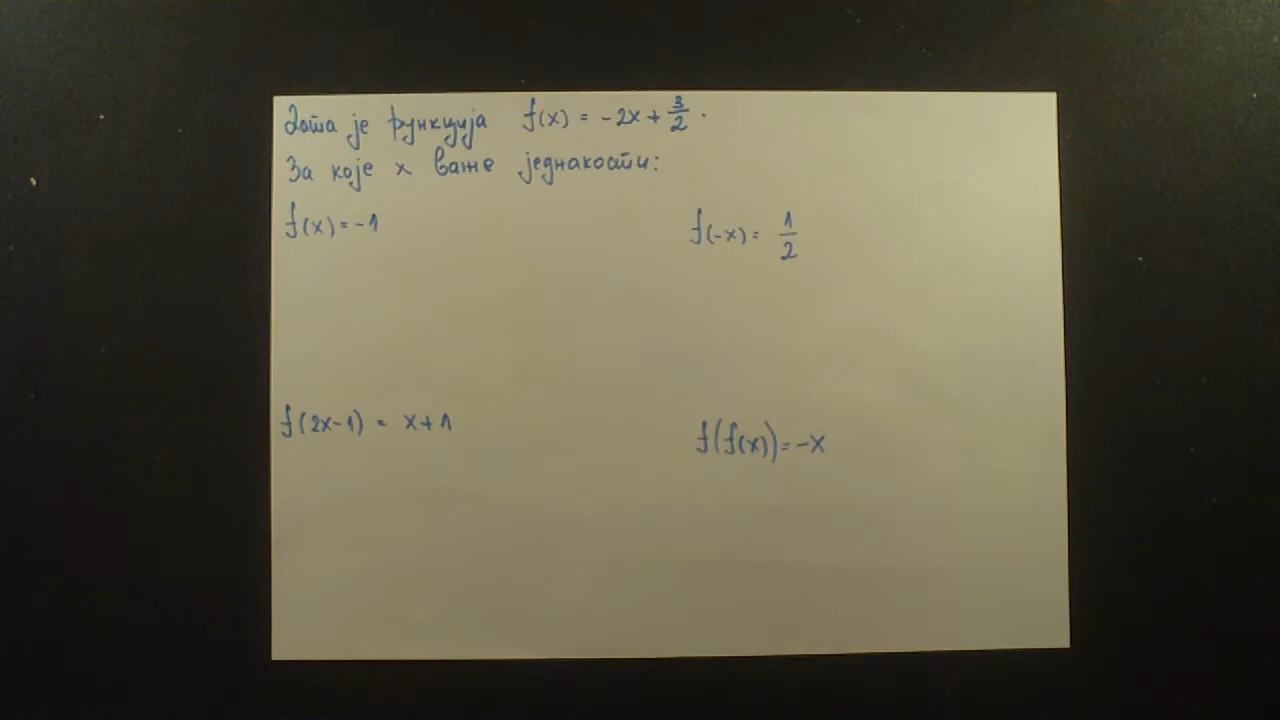 Дата је функција f(x) = -2x + 3/2 .
За које x важе једнакости:
f(x) = -1
f(-x) = 1/2
f(2x-1) = x+1
f(f(x)) = -x